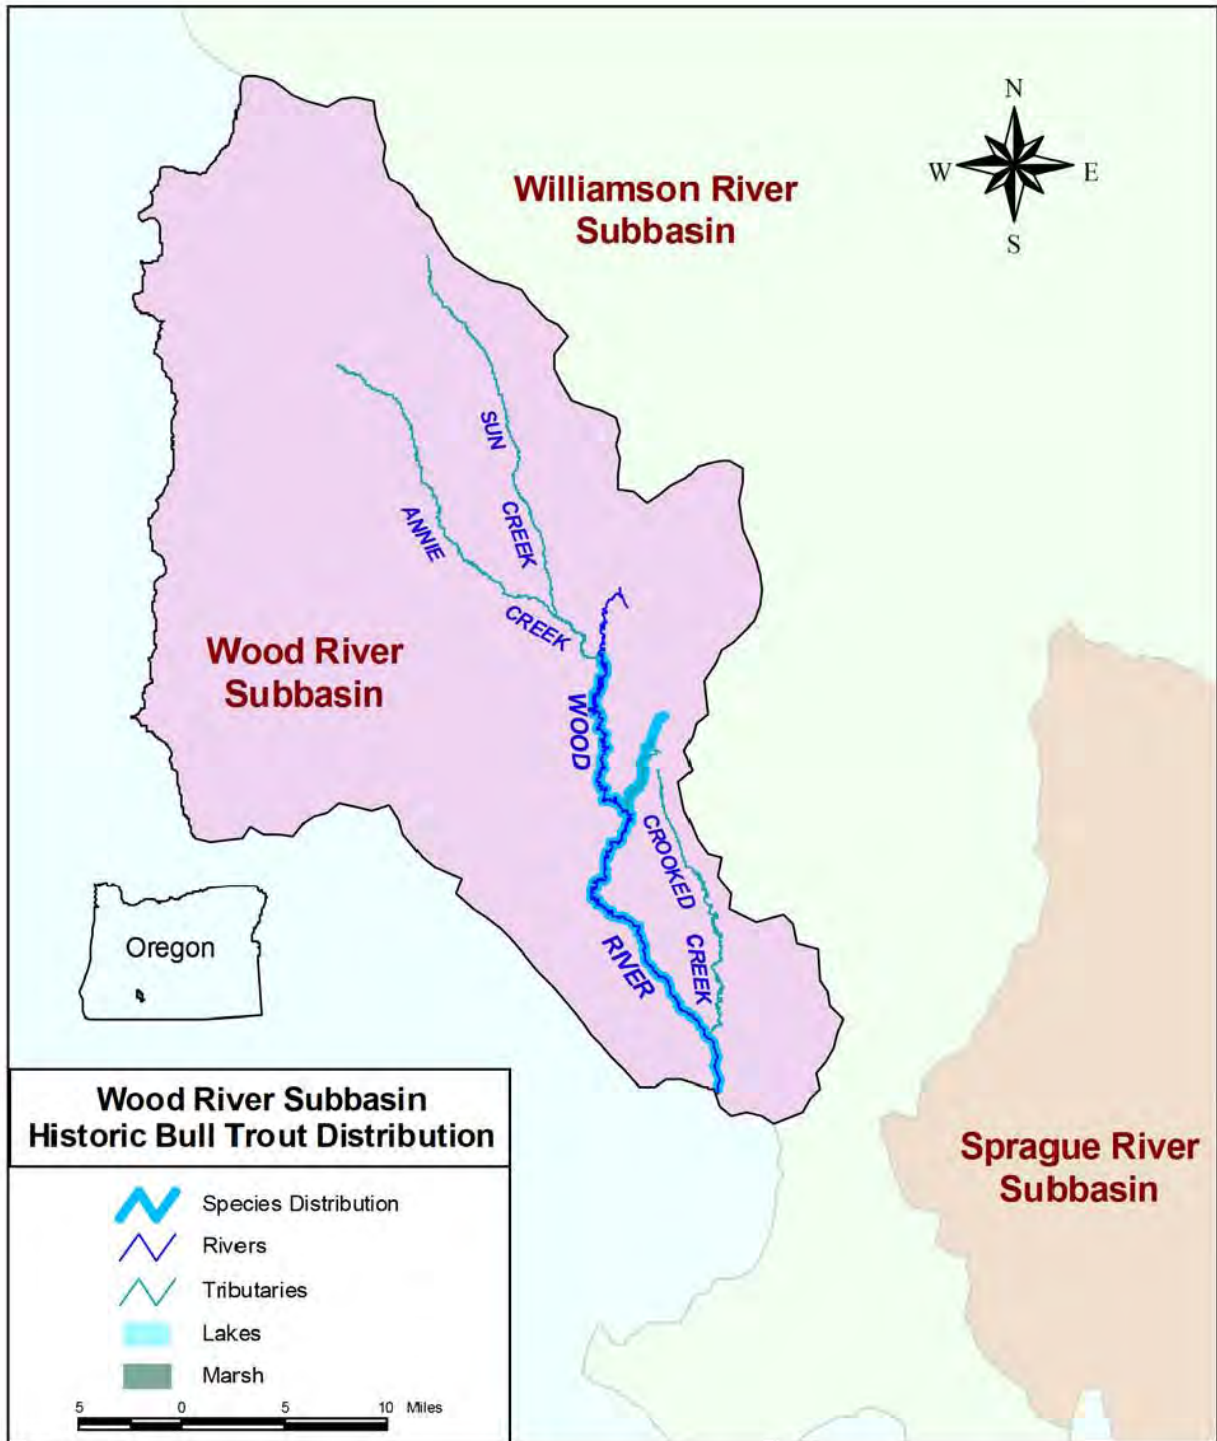 N
W
E
S
Williamson River
Subbasin
SUN
CREEK
ANNIE
CREEK
Wood River
Subbasin
WOOD
RIVER
CROOKED
CREEK
Oregon
Sprague River
Subbasin
Wood River Subbasin
Historic Bull Trout Distribution
Species Distribution
Rivers
Tributaries
Lakes
Marsh
5 0 5 10 Miles